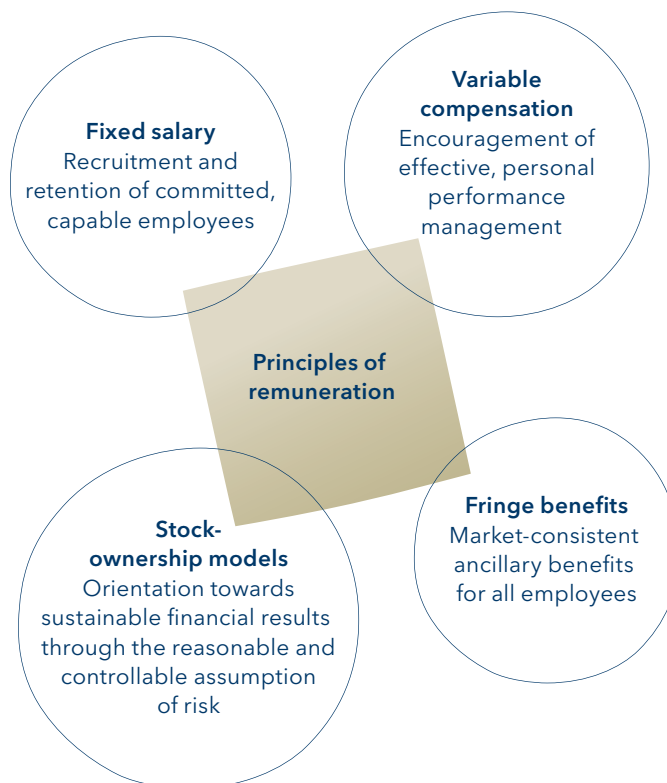 Fixed salary
Recruitment and
retention of committed,
capable employees
Variable
compensation
Encouragement of
effective, personal
performance
management
Principles of
remuneration
Stock-
ownership models
Orientation towards
sustainable financial results
through the reasonable and
controllable assumption
of risk
Fringe benefits
Market-consistent
ancillary benefits
for all employees